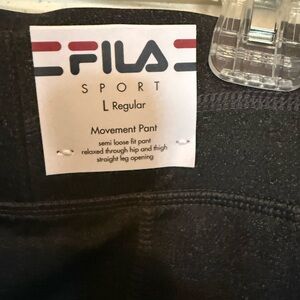 FILA
SPORT
L Regular
Movement Pant
semi loose fit pant
relaxed through hip and thigh
straight leg opening